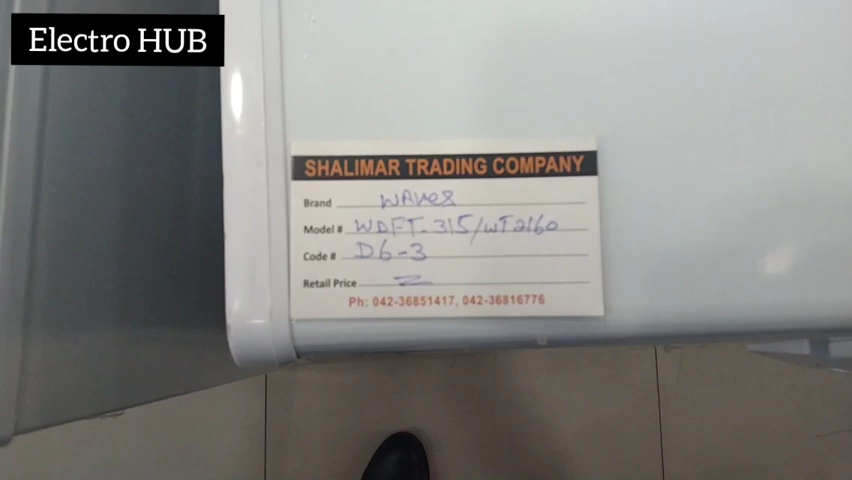 Electro HUB
SHALIMAR TRADING COMPANY
Brand Waves
Model # WDFT-315/WT2160
Code # D6-3
Retail Price
Ph: 042-36851417, 042-36816776